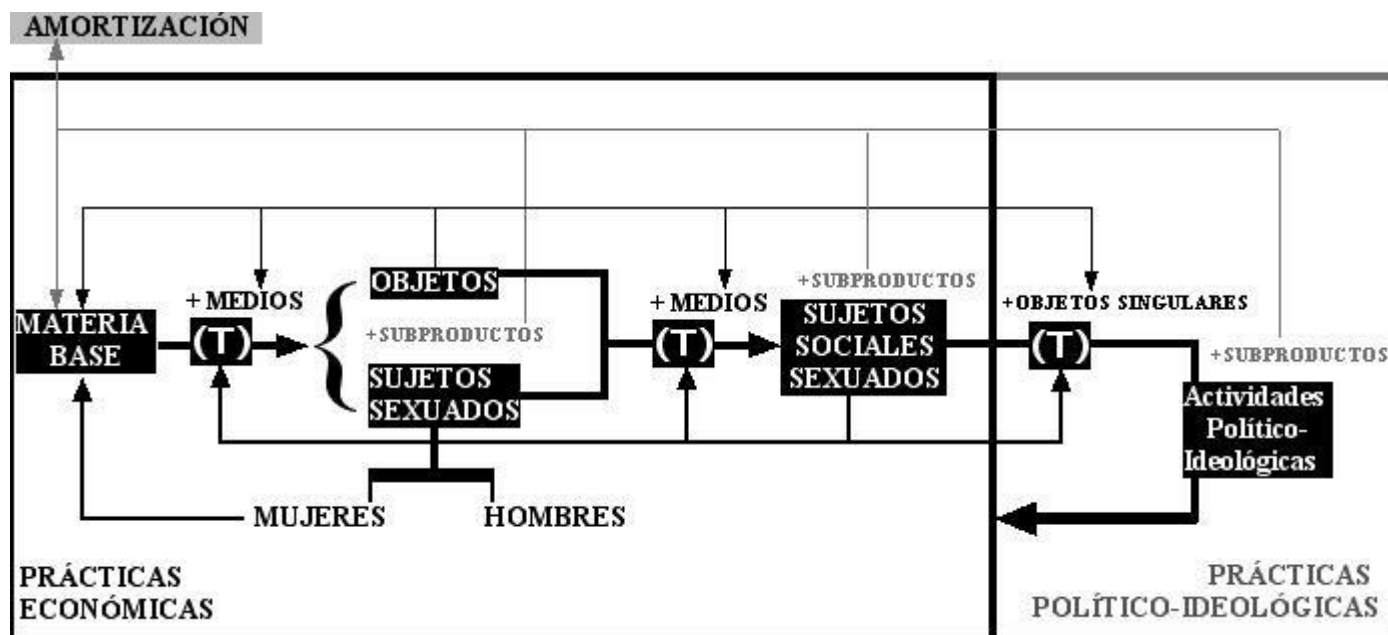 AMORTIZACIÓN
+ MEDIOS
OBJETOS
+ MEDIOS
+SUBPRODUCTOS
+OBJETOS SINGULARES
MATERIA
BASE
(T)
+SUBPRODUCTOS
(T)
SUJETOS
SOCIALES
SEXUADOS
(T)
+SUBPRODUCTOS
SUJETOS
SEXUADOS
Actividades
Político-
Ideológicas
MUJERES
HOMBRES
PRÁCTICAS
ECONÓMICAS
PRÁCTICAS
POLÍTICO-IDEOLÓGICAS